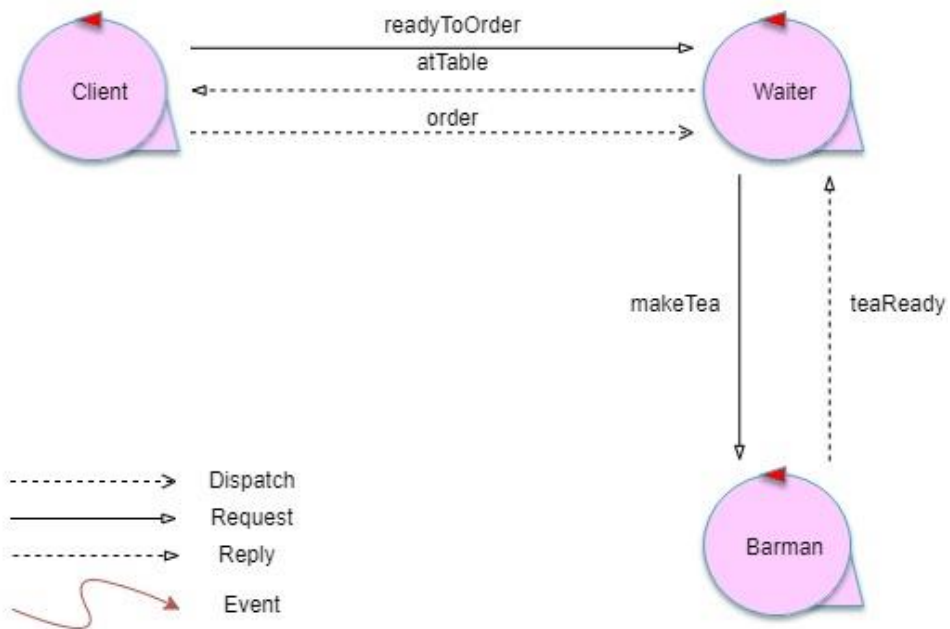 readyToOrder
Client
atTable
Waiter
order
makeTea
teaReady
Dispatch
Request
Reply
Barman
Event